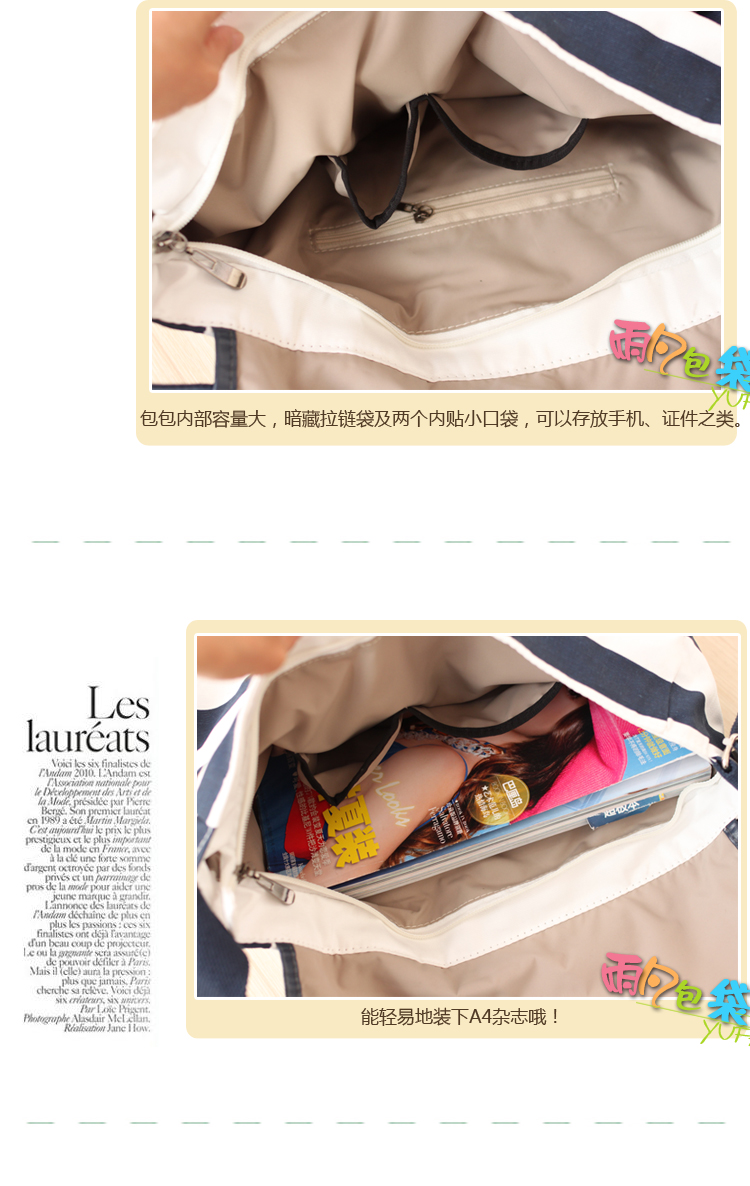 雨凡包袋
YUF
包包内部容量大，暗藏拉链袋及两个内贴小口袋，可以存放手机、证件之类。
Les
lauréats
Voici les six finalistes de
l'Andam 2010. L'Andam est
l'Association nationale pour
le Développement des Arts et de
la Mode, présidée par Pierre
Bergé. Son premier lauréat
en 1989 a été Martin Margiela.
C'est aujourd'hui le prix le plus
prestigieux et le plus important
de la mode en France, avec
à la clé une forte somme
d'argent octroyée par des fonds
privés et un parrainage de
pros de la mode pour aider une
jeune marque à grandir.
L'annonce des lauréats de
l'Andam déchaîne de plus en
plus les passions : ces six
finalistes ont déjà l'avantage
d'un beau coup de projecteur.
Le ou la gagnante sera assuré(e)
de pouvoir défiler à Paris.
Mais il (elle) aura la pression :
plus que jamais, Paris
cherche sa relève. Voici déjà
six créateurs, six univers.
Par Loïc Prigent.
Photographe Alasdair McLellan.
Réalisation Jane How.
夏装
巴黎岛
Salvatore
Ferragamo
雨凡包袋
YUF
能轻易地装下A4杂志哦！